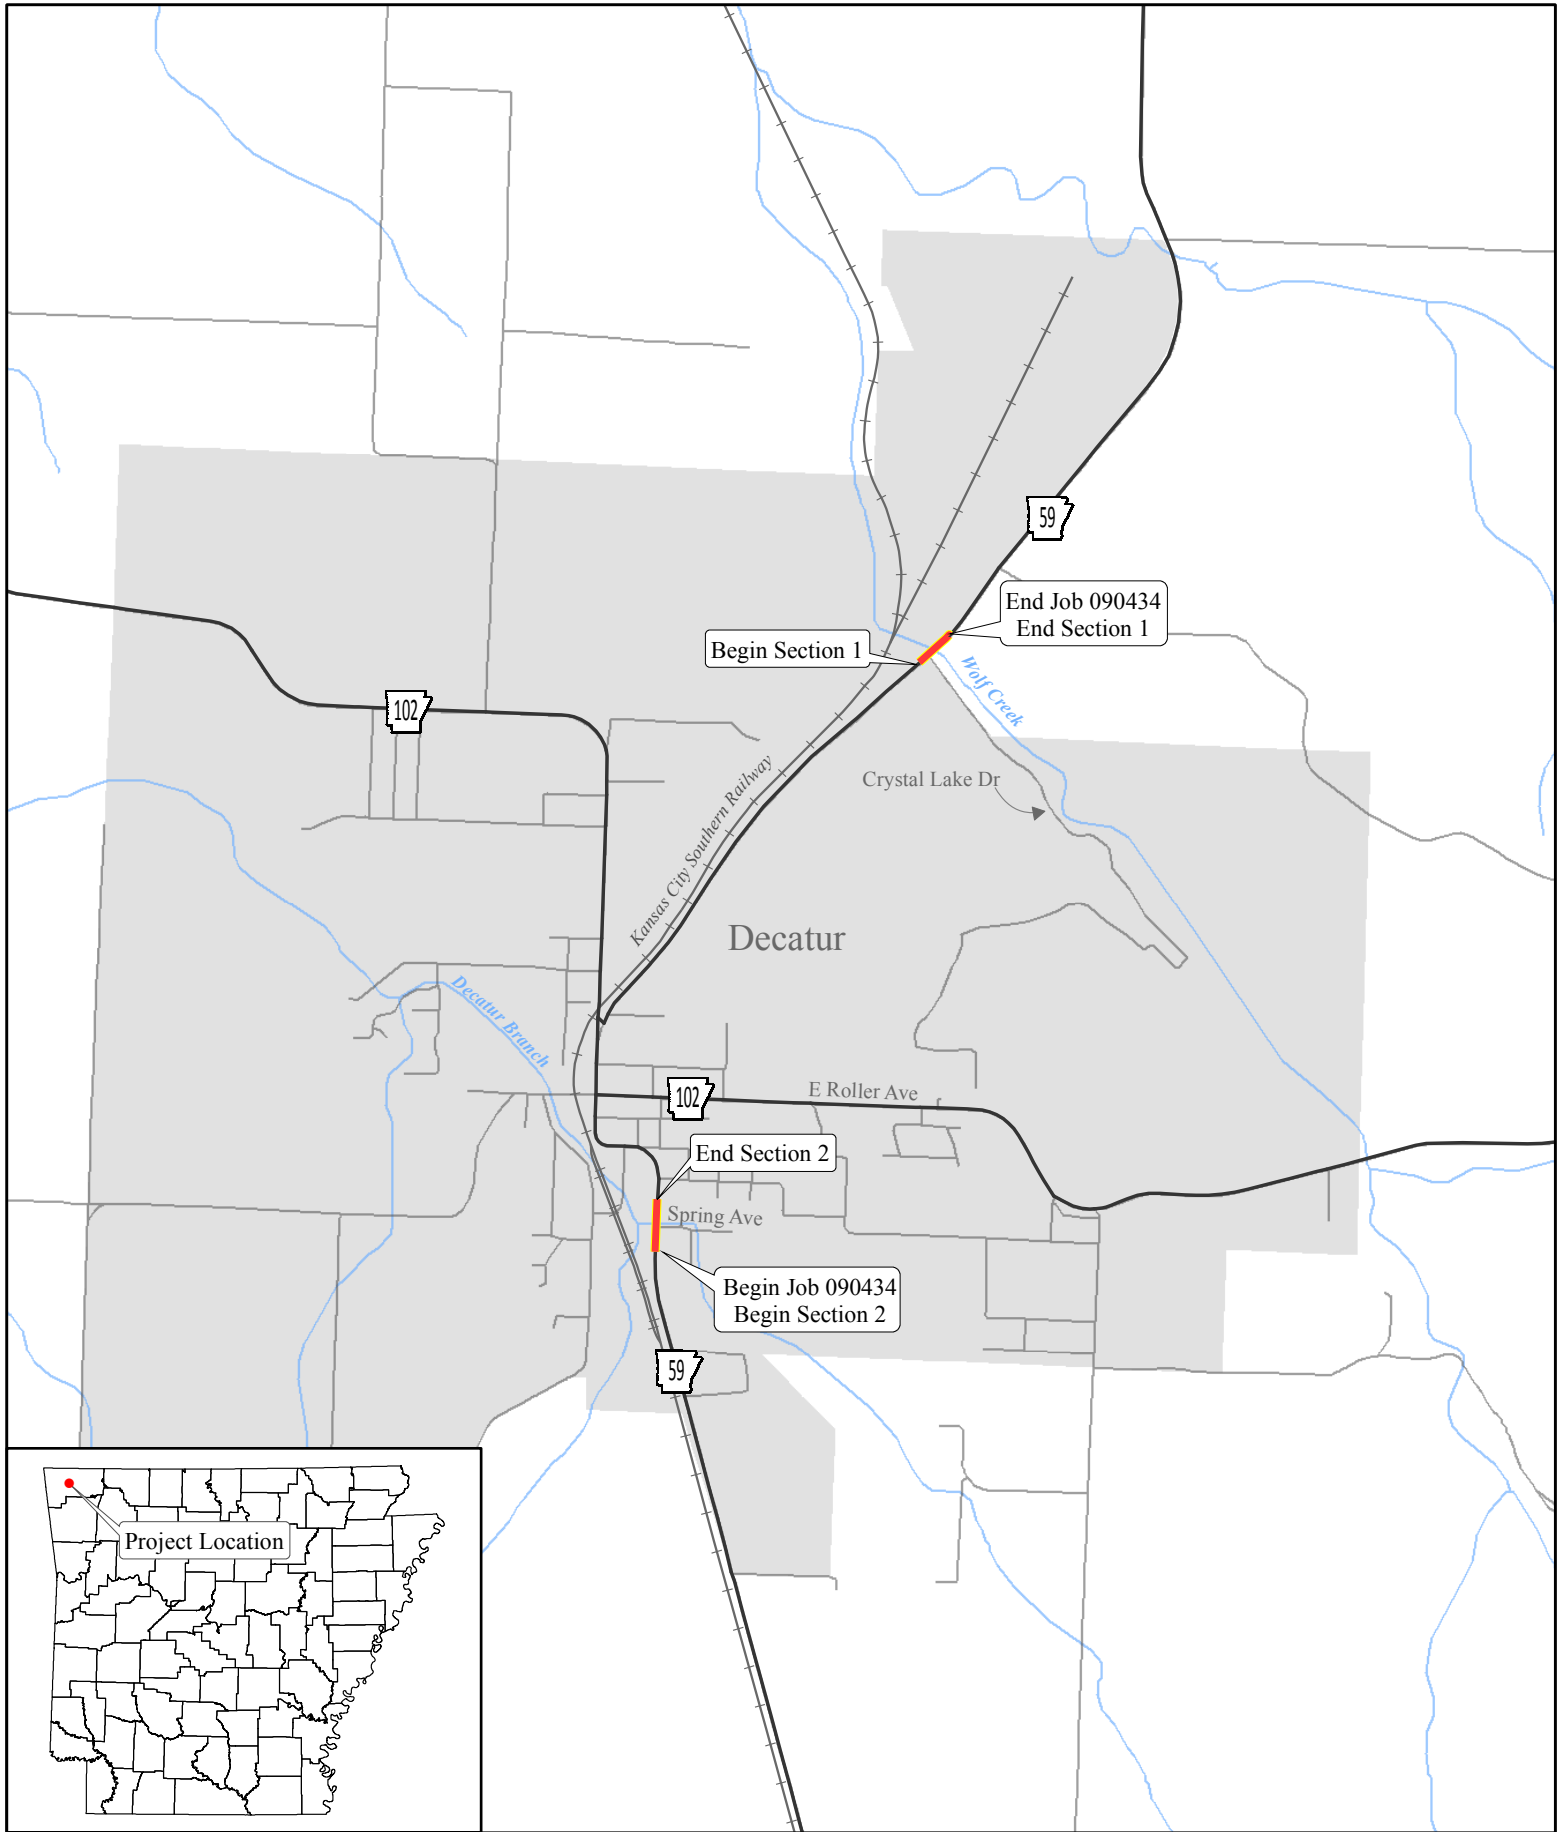 59
End Job 090434
End Section 1
Begin Section 1
Wolf Creek
102
Kansas City Southern Railway
Crystal Lake Dr
Decatur
Decatur Branch
E Roller Ave
102
End Section 2
Spring Ave
Begin Job 090434
Begin Section 2
59
Project Location